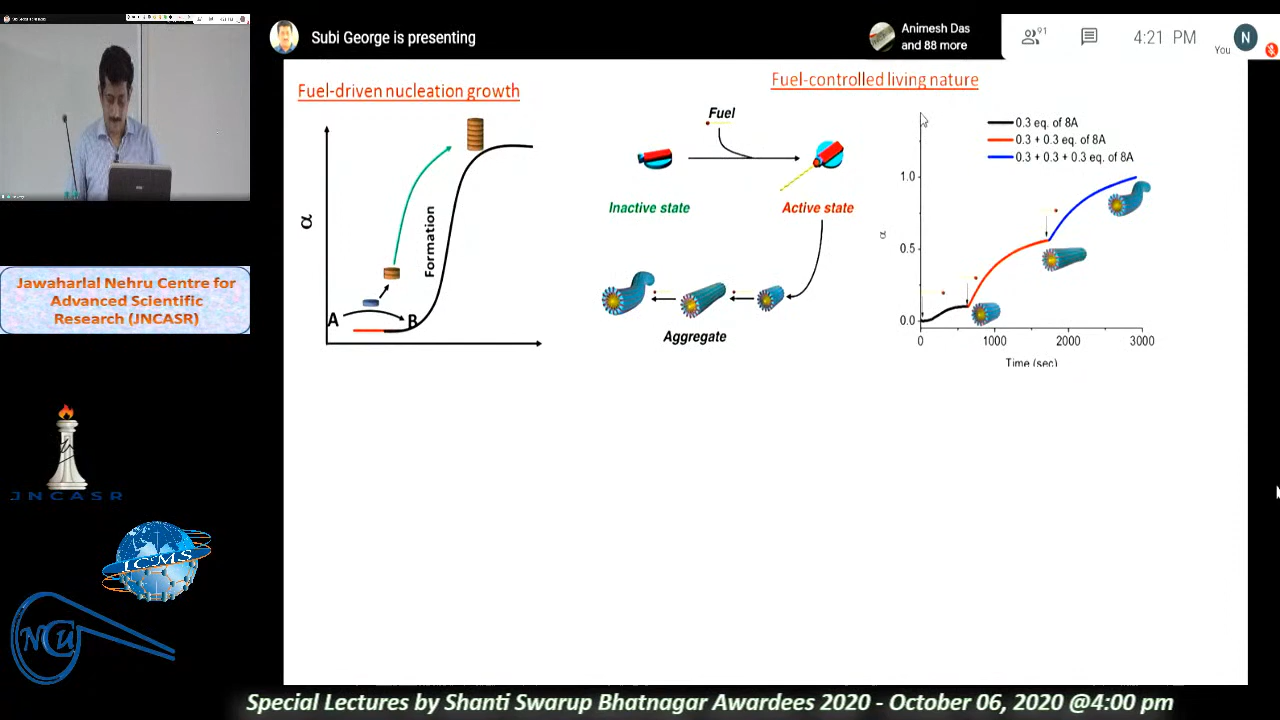 Subi George is presenting
Animesh Das
and 88 more
91
4:21 PM
You
N
Fuel-driven nucleation growth
Fuel-controlled living nature
α
Formation
A
B
Fuel
Inactive state
Active state
Aggregate
0.3 eq. of 8A
0.3 + 0.3 eq. of 8A
0.3 + 0.3 + 0.3 eq. of 8A
α
1.0
0.5
0.0
0
1000
2000
3000
Time (sec)
Jawaharlal Nehru Centre for
Advanced Scientific
Research (JNCASR)
JNCASR
ICMS
NCU
Special Lectures by Shanti Swarup Bhatnagar Awardees 2020 - October 06, 2020 @4:00 pm